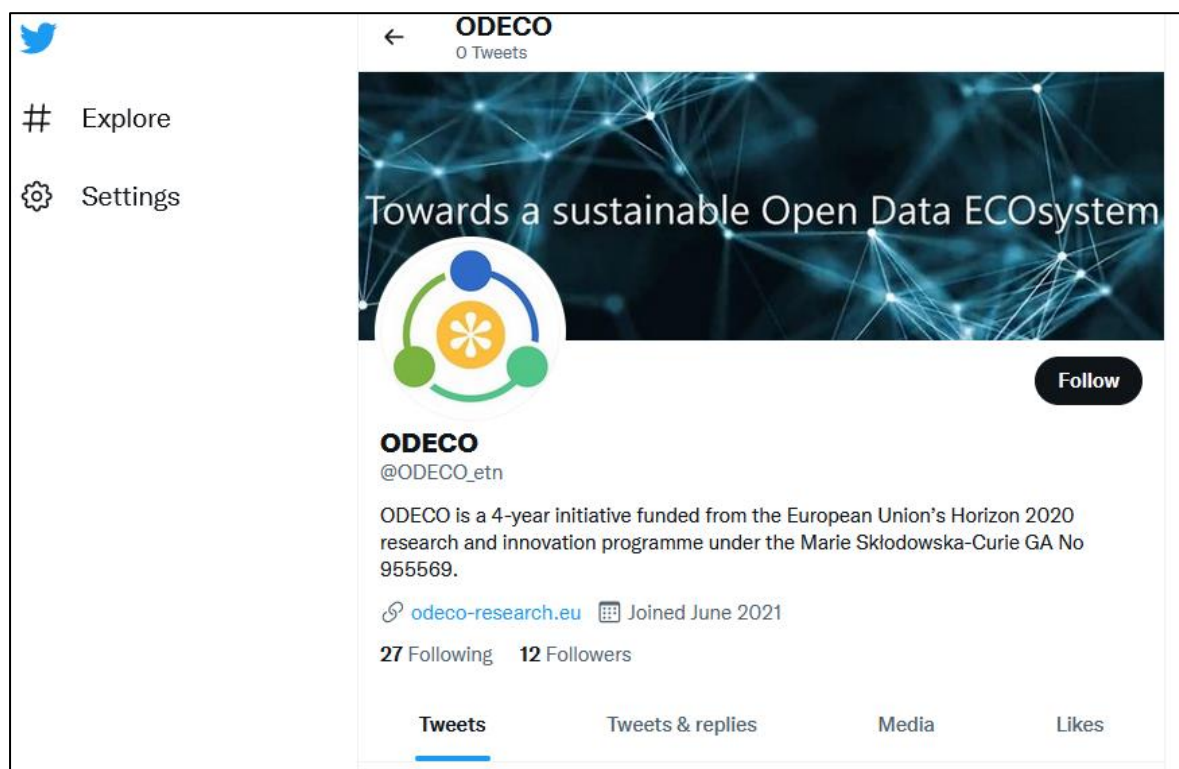 ODECO
0 Tweets
Explore
Settings
Towards a sustainable Open Data ECOsystem
Follow
ODECO
@ODECO_etn
ODECO is a 4-year initiative funded from the European Union's Horizon 2020
research and innovation programme under the Marie Skłodowska-Curie GA No
955569.
odeco-research.eu Joined June 2021
27 Following 12 Followers
Tweets Tweets & replies Media Likes